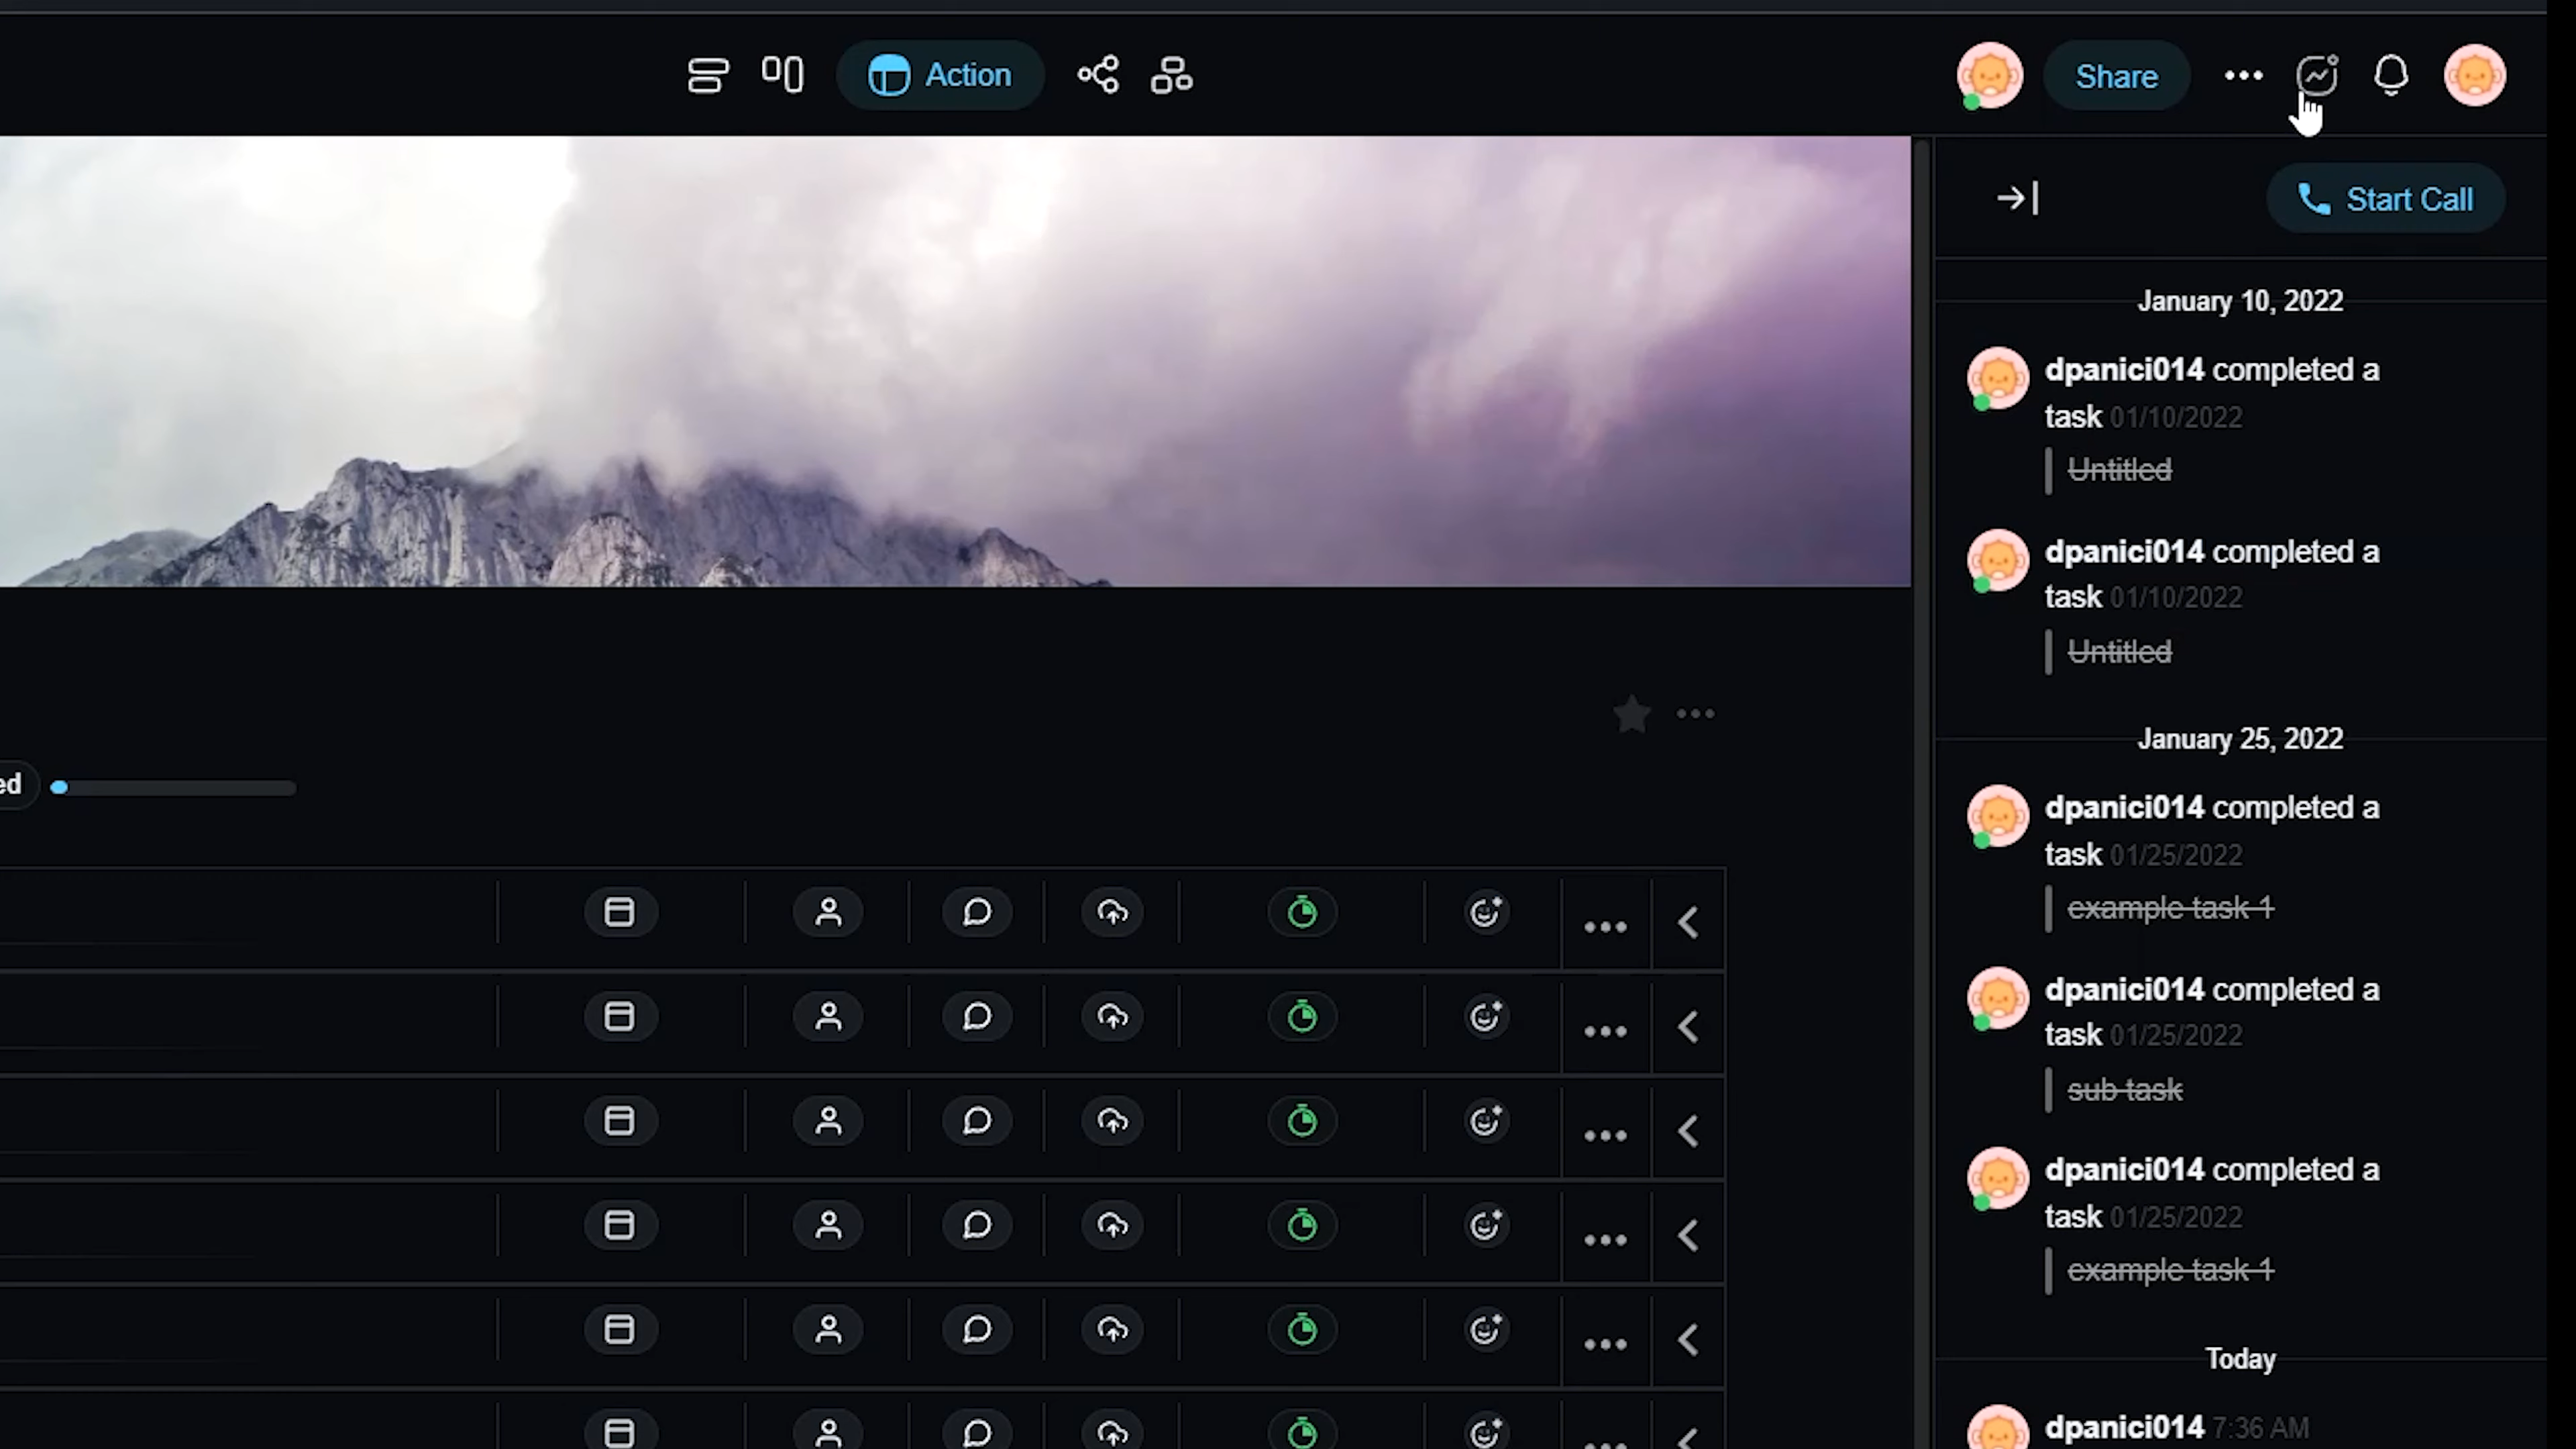 Action
Share
Start Call
January 10, 2022
dpanici014 completed a
task 01/10/2022
Untitled
dpanici014 completed a
task 01/10/2022
Untitled
January 25, 2022
dpanici014 completed a
task 01/25/2022
example task 1
dpanici014 completed a
task 01/25/2022
sub task
dpanici014 completed a
task 01/25/2022
example task 1
Today
dpanici014 7:36 AM
ed